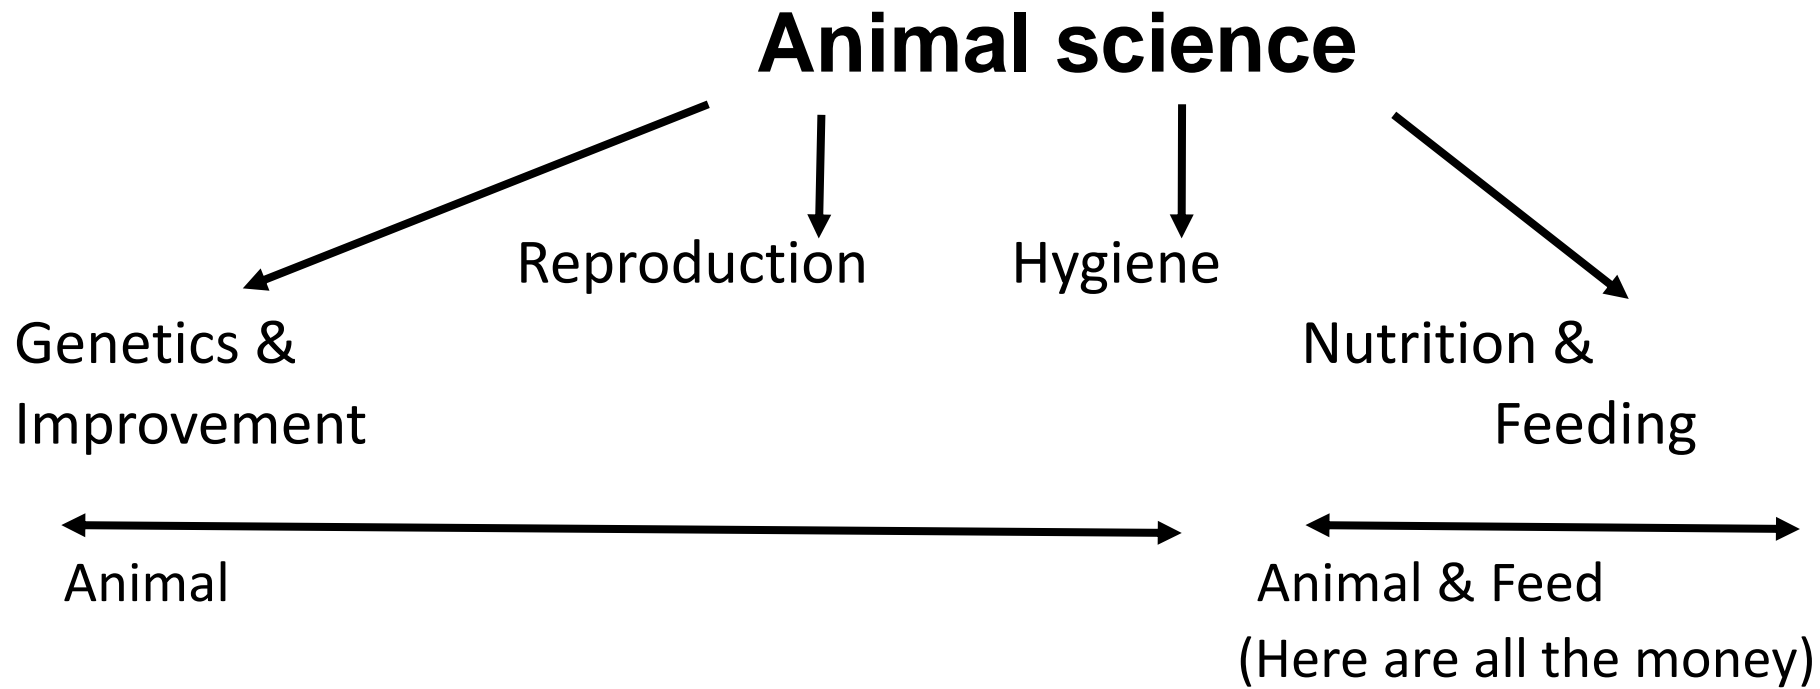 Animal science
Reproduction
Hygiene
Genetics &
Improvement
Nutrition &
Feeding
Animal
Animal & Feed
(Here are all the money)